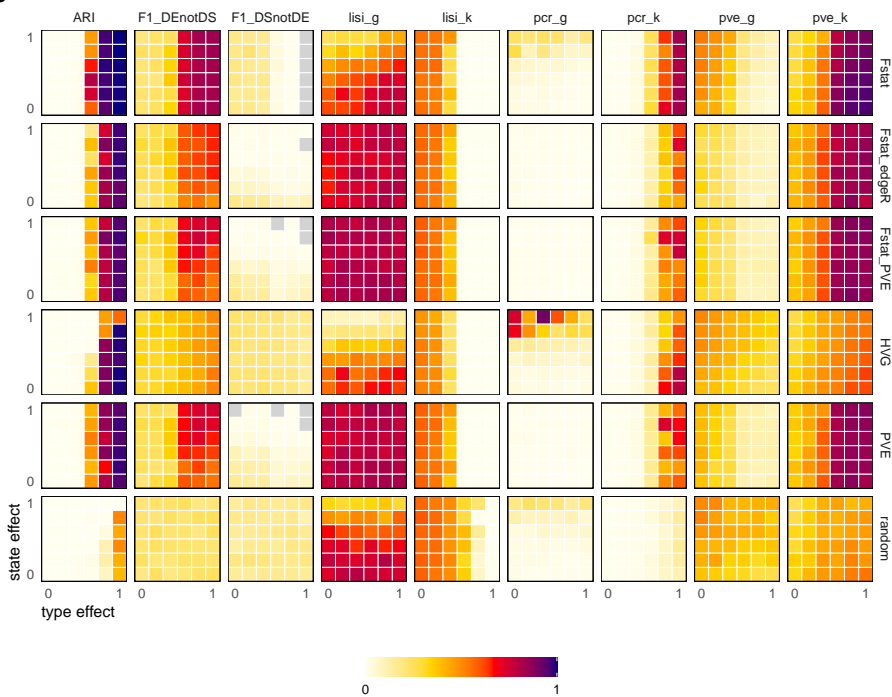 ARI F1_DEnotDS F1_DSnotDE lisi_g lisi_k pcr_g pcr_k pve_g pve_k
1
0
Fstat
1
0
Fstat_edgeR
1
0
Fstat_PVE
1
0
HVG
1
0
PVE
1
0
random
state effect
0 1 0 1 0 1 0 1 0 1 0 1 0 1 0 1 0 1
type effect
0 1